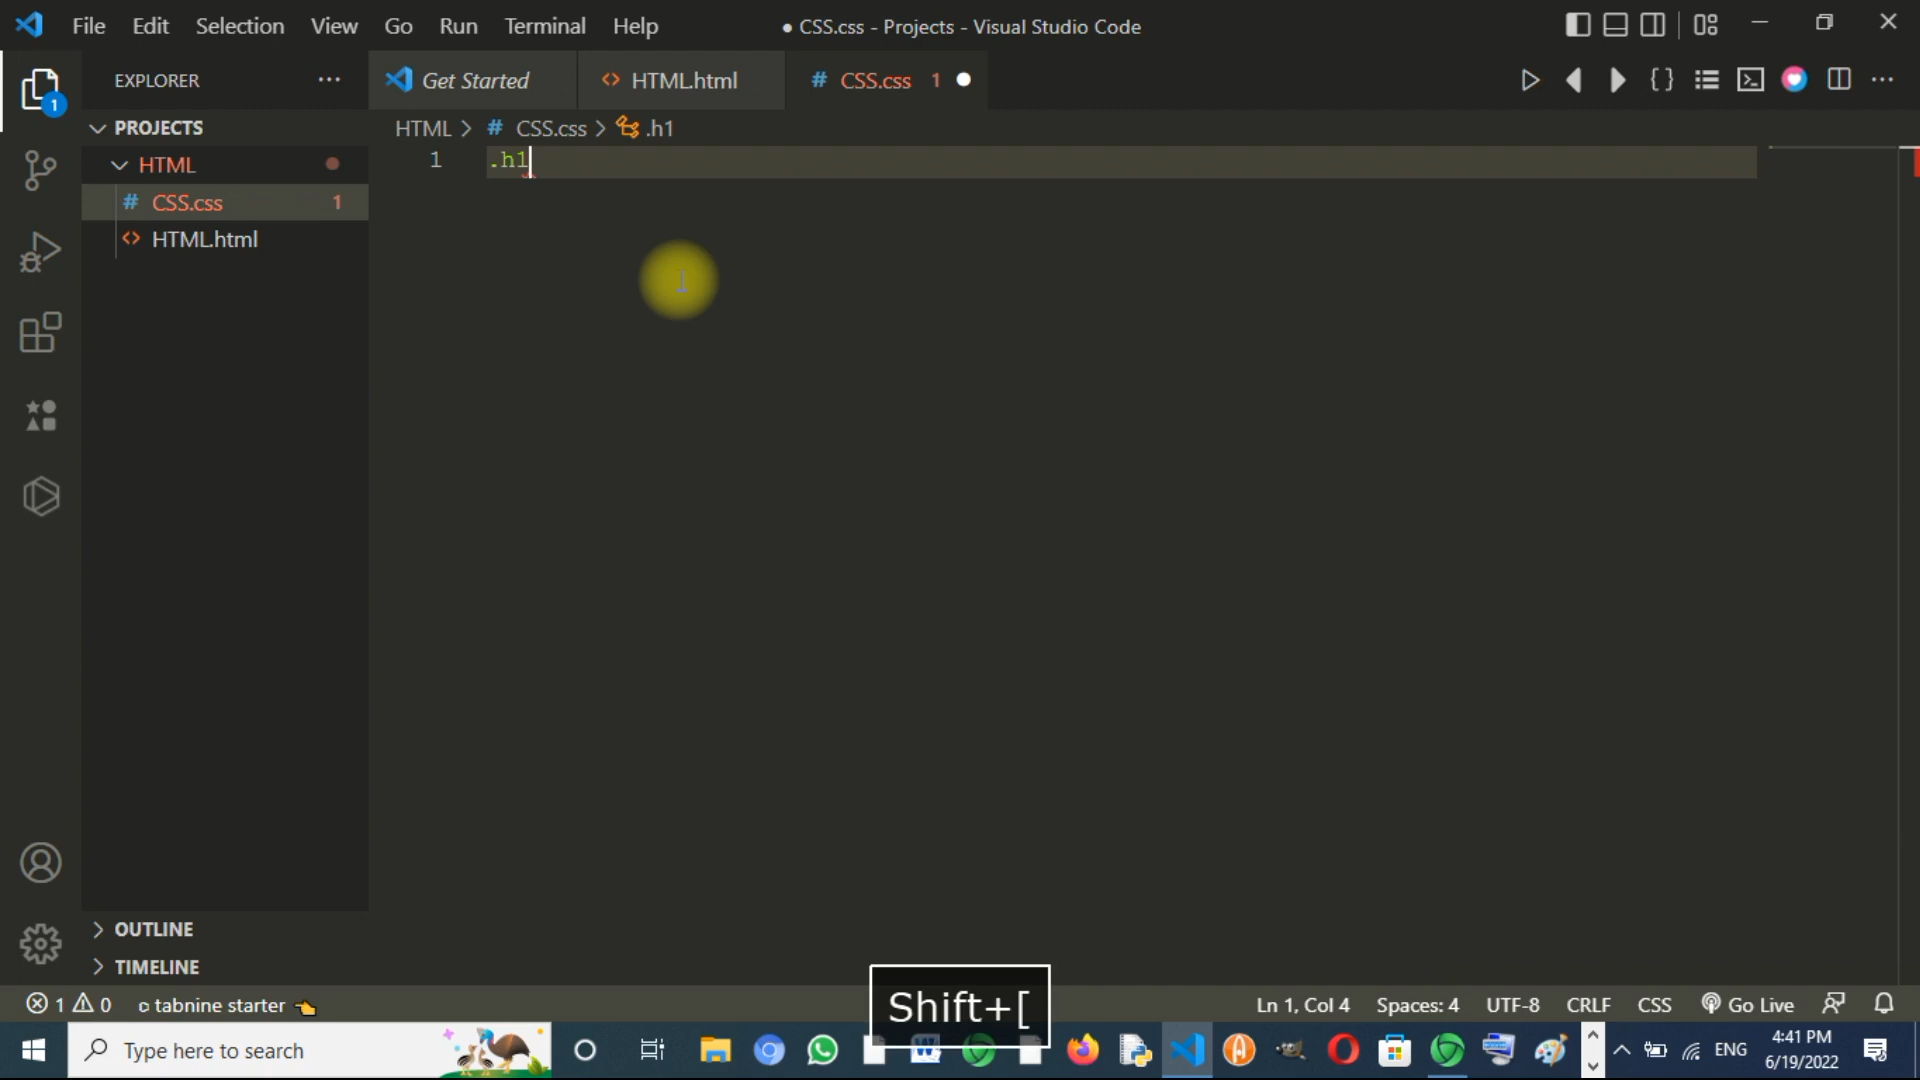 File Edit Selection View Go Run Terminal Help
● CSS.css - Projects - Visual Studio Code
EXPLORER
Get Started
HTML.html
# CSS.css 1
PROJECTS
HTML > # CSS.css > .h1
HTML
1 .h1
# CSS.css 1
HTML.html
OUTLINE
TIMELINE
Shift+[
1 0 tabnine starter
Ln 1, Col 4 Spaces: 4 UTF-8 CRLF CSS Go Live
Type here to search
ENG
4:41 PM
6/19/2022